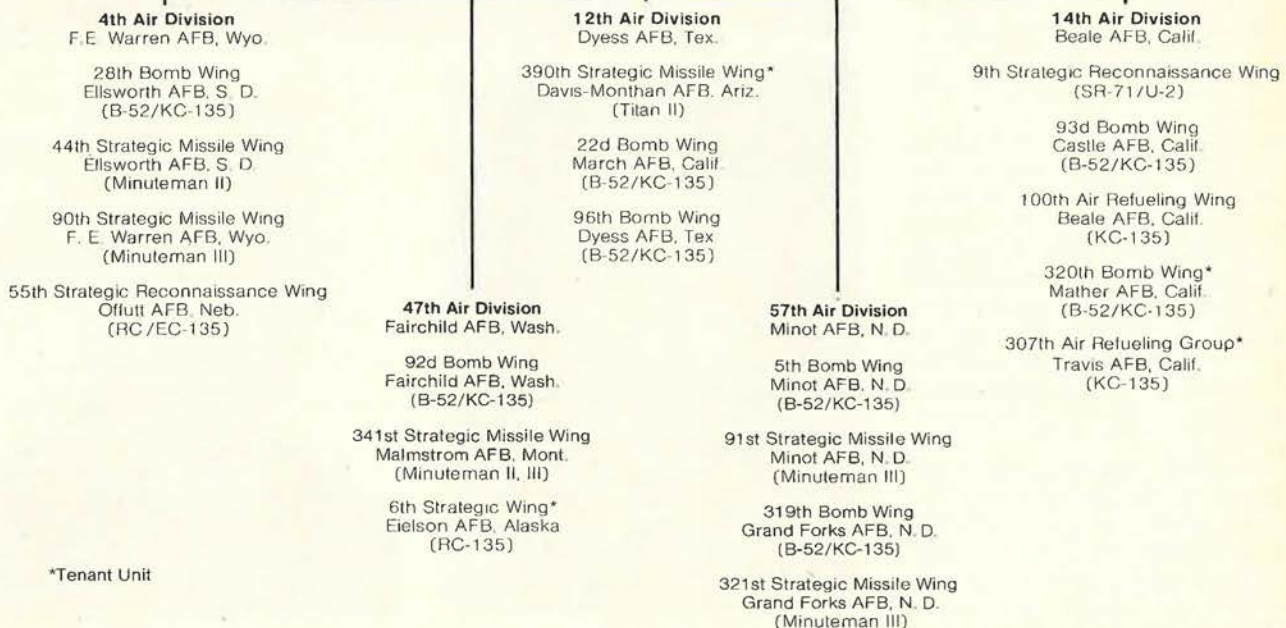 4th Air Division
F.E. Warren AFB, Wyo.
28th Bomb Wing
Ellsworth AFB, S. D.
(B-52/KC-135)
44th Strategic Missile Wing
Ellsworth AFB, S. D.
(Minuteman II)
90th Strategic Missile Wing
F. E. Warren AFB, Wyo.
(Minuteman III)
55th Strategic Reconnaissance Wing
Offutt AFB, Neb.
(RC/EC-135)
47th Air Division
Fairchild AFB, Wash.
92d Bomb Wing
Fairchild AFB, Wash.
(B-52/KC-135)
341st Strategic Missile Wing
Malmstrom AFB, Mont.
(Minuteman II, III)
6th Strategic Wing*
Eielson AFB, Alaska
(RC-135)
12th Air Division
Dyess AFB, Tex.
390th Strategic Missile Wing*
Davis-Monthan AFB, Ariz.
(Titan II)
22d Bomb Wing
March AFB, Calif.
(B-52/KC-135)
96th Bomb Wing
Dyess AFB, Tex
(B-52/KC-135)
57th Air Division
Minot AFB, N. D.
5th Bomb Wing
Minot AFB, N. D.
(B-52/KC-135)
91st Strategic Missile Wing
Minot AFB, N. D.
(Minuteman III)
319th Bomb Wing
Grand Forks AFB, N. D.
(B-52/KC-135)
321st Strategic Missile Wing
Grand Forks AFB, N. D.
(Minuteman III)
14th Air Division
Beale AFB, Calif.
9th Strategic Reconnaissance Wing
(SR-71/U-2)
93d Bomb Wing
Castle AFB, Calif.
(B-52/KC-135)
100th Air Refueling Wing
Beale AFB, Calif.
(KC-135)
320th Bomb Wing*
Mather AFB, Calif.
(B-52/KC-135)
307th Air Refueling Group*
Travis AFB, Calif.
(KC-135)
*Tenant Unit